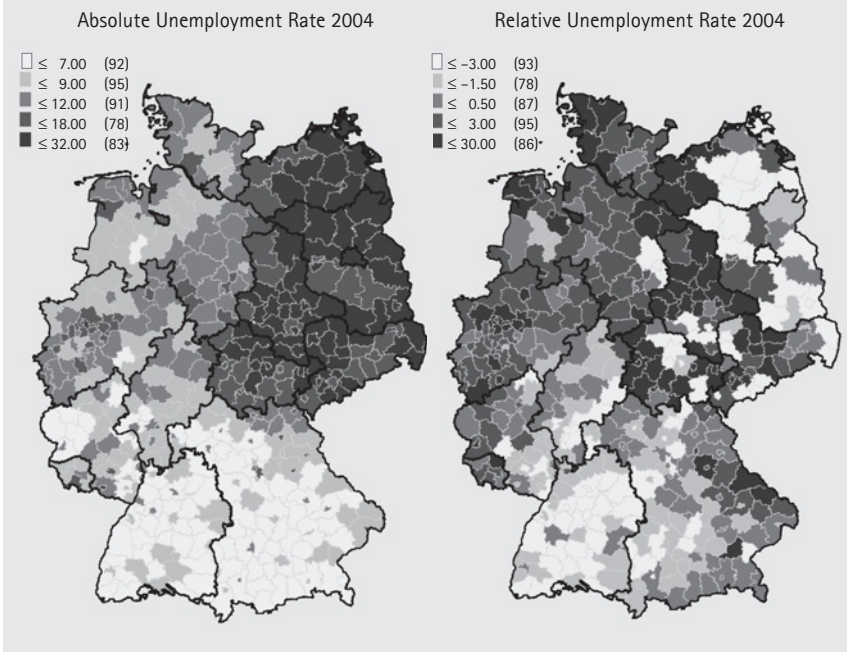 Absolute Unemployment Rate 2004
≤ 7.00 (92)
≤ 9.00 (95)
≤ 12.00 (91)
≤ 18.00 (78)
≤ 32.00 (83)
Relative Unemployment Rate 2004
≤ −3.00 (93)
≤ −1.50 (78)
≤ 0.50 (87)
≤ 3.00 (95)
≤ 30.00 (86)